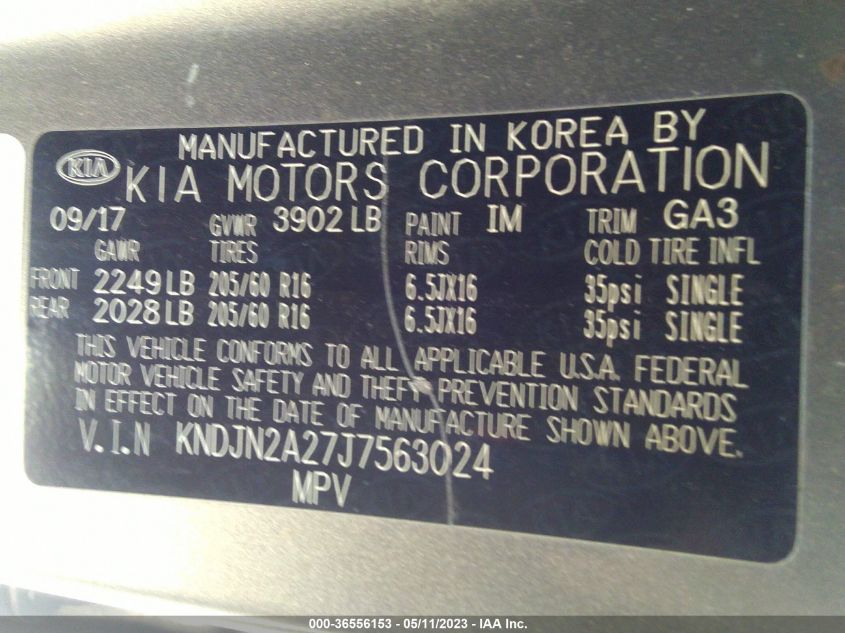 MANUFACTURED IN KOREA BY
KIA KIA MOTORS CORPORATION
09/17 GVWR 3902 LB PAINT IM TRIM GA3
GAWR TIRES RIMS COLD TIRE INFL
FRONT 2249 LB 205/60 R16 6.5JX16 35psi SINGLE
REAR 2028 LB 205/60 R16 6.5JX16 35psi SINGLE
THIS VEHICLE CONFORMS TO ALL APPLICABLE U.S.A. FEDERAL
MOTOR VEHICLE SAFETY AND THEFT PREVENTION STANDARDS
IN EFFECT ON THE DATE OF MANUFACTURE SHOWN ABOVE.
V.I.N KNDJN2A27J7563024
MPV
000-36556153 - 05/11/2023 - IAA Inc.